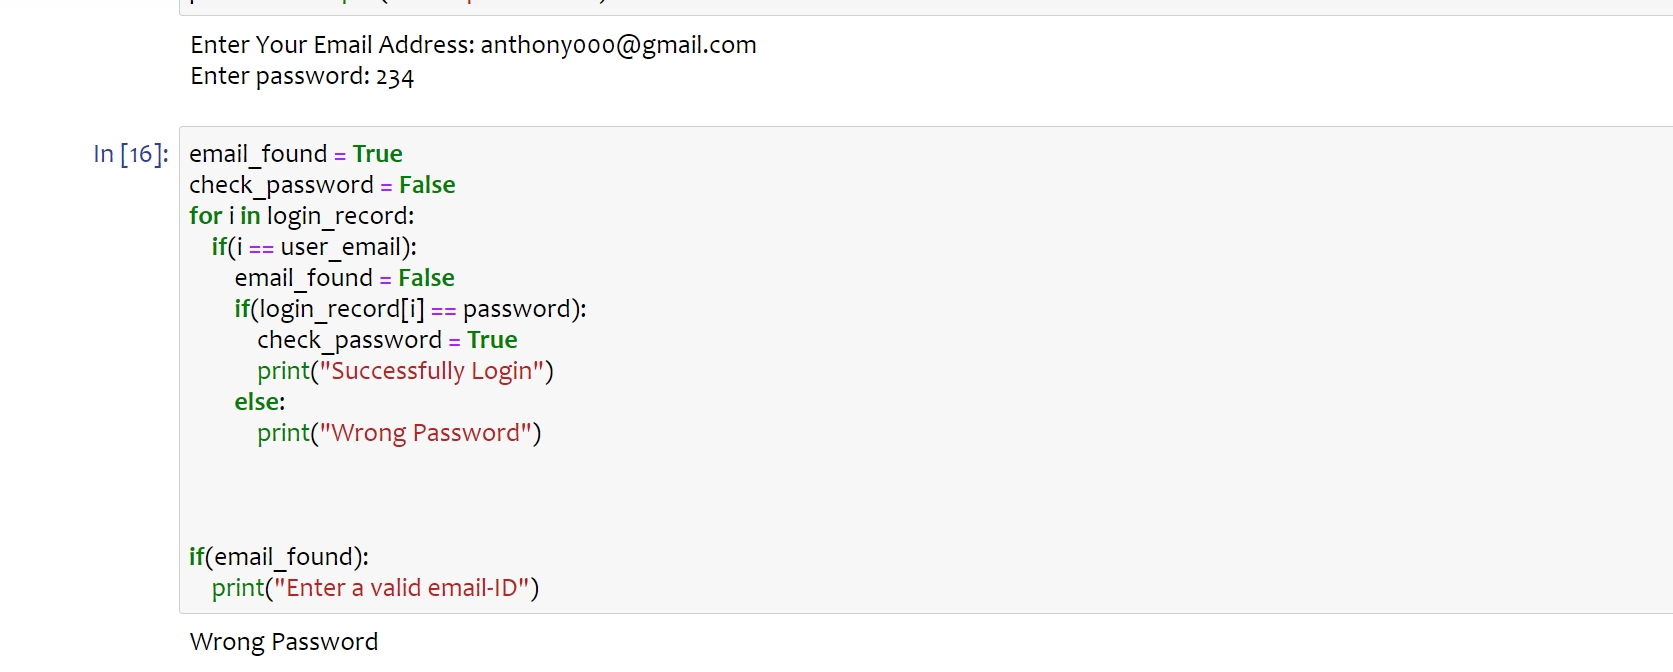 Enter Your Email Address: anthony000@gmail.com
Enter password: 234
In [16]:
email_found = True
check_password = False
for i in login_record:
    if(i == user_email):
        email_found = False
        if(login_record[i] == password):
            check_password = True
            print("Successfully Login")
        else:
            print("Wrong Password")
if(email_found):
    print("Enter a valid email-ID")
Wrong Password